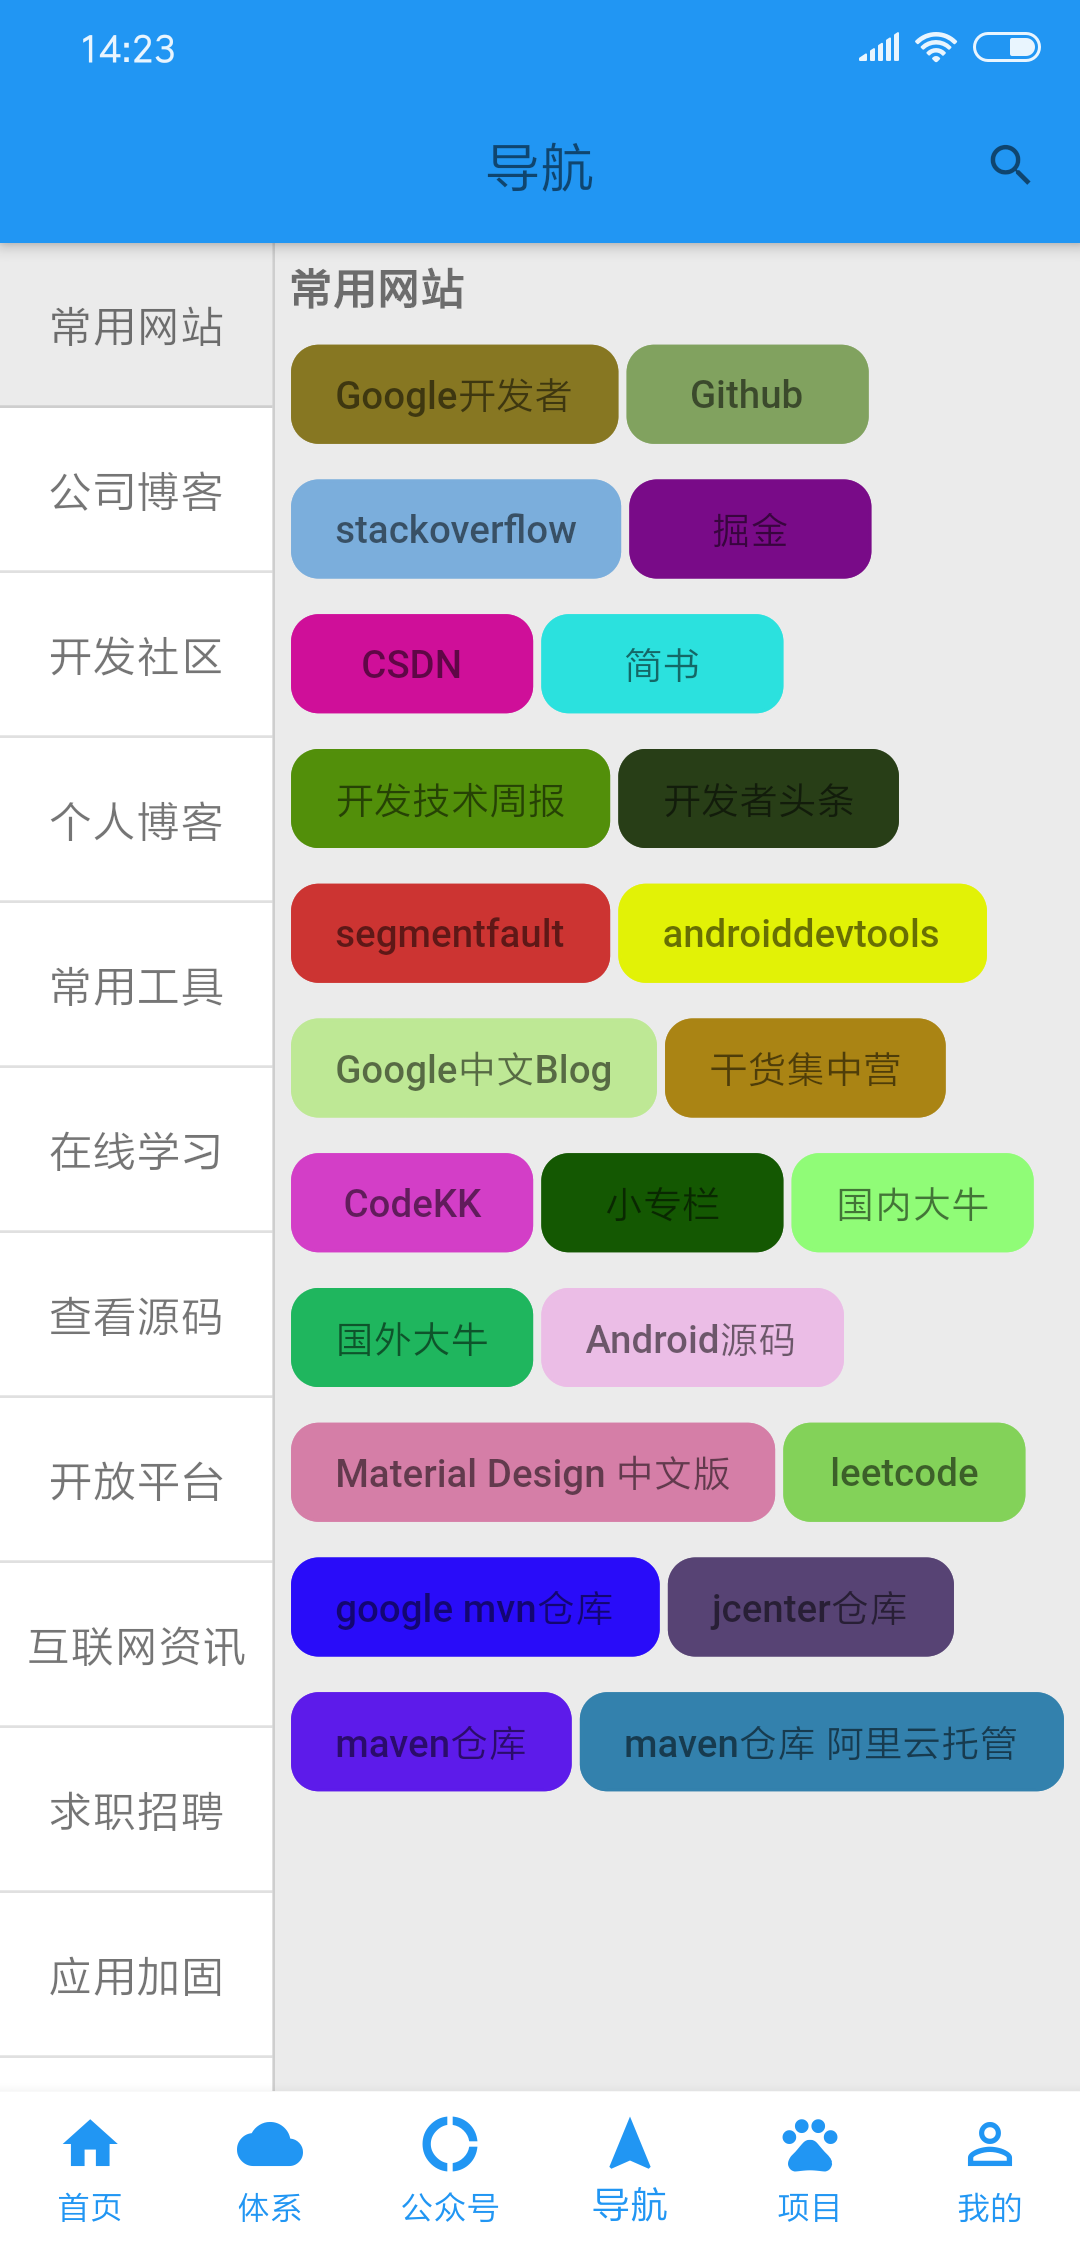 14:23
导航
常用网站
公司博客
开发社区
个人博客
常用工具
在线学习
查看源码
开放平台
互联网资讯
求职招聘
应用加固
常用网站
Google开发者 Github
stackoverflow 掘金
CSDN 简书
开发技术周报 开发者头条
segmentfault androiddevtools
Google中文Blog 干货集中营
CodeKK 小专栏 国内大牛
国外大牛 Android源码
Material Design 中文版 leetcode
google mvn仓库 jcenter仓库
maven仓库 maven仓库 阿里云托管
首页 体系 公众号 导航 项目 我的